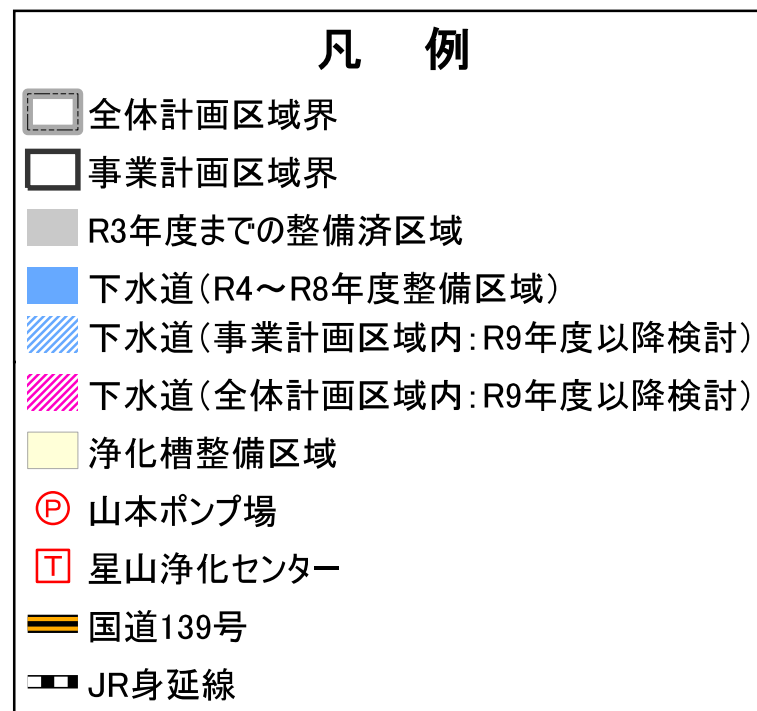 凡　例
全体計画区域界
事業計画区域界
R3年度までの整備済区域
下水道（R4～R8年度整備区域）
下水道（事業計画区域内：R9年度以降検討）
下水道（全体計画区域内：R9年度以降検討）
浄化槽整備区域
P 山本ポンプ場
T 星山浄化センター
国道139号
JR身延線